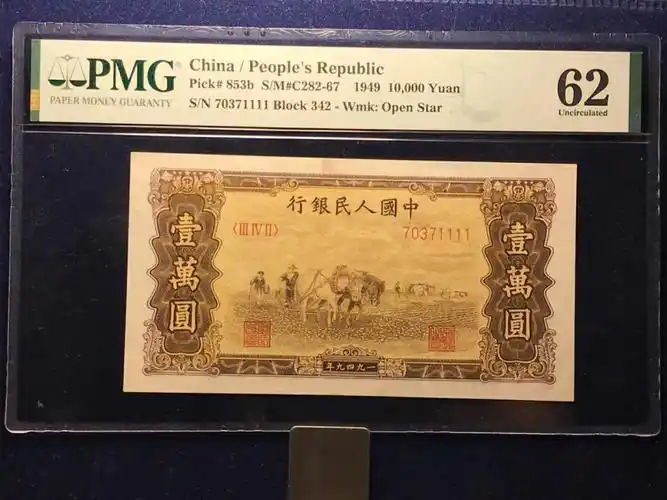 PMG
PAPER MONEY GUARANTY
China / People's Republic
Pick# 853b S/M#C282-67 1949 10,000 Yuan
S/N 70371111 Block 342 - Wmk: Open Star
62
Uncirculated
行銀民人國中
〈III IV II〉
70371111
壹萬圓
壹萬圓
年九四九一